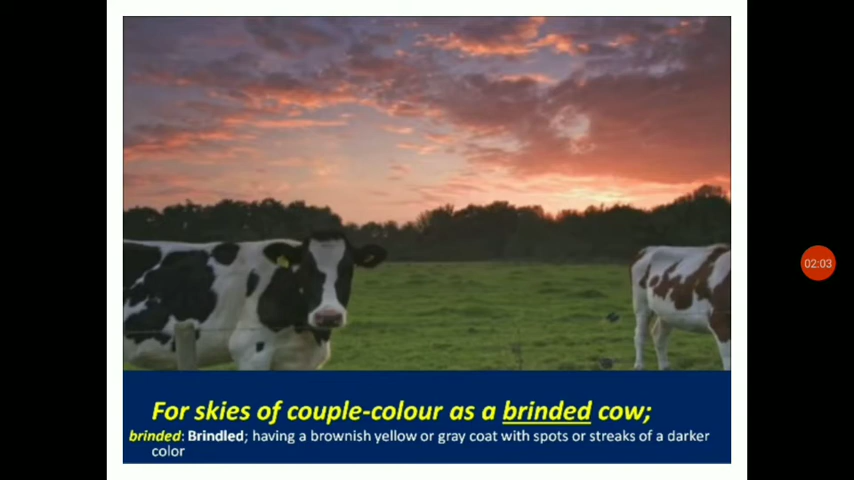 For skies of couple-colour as a brinded cow;
brinded: Brindled; having a brownish yellow or gray coat with spots or streaks of a darker
color
02:03